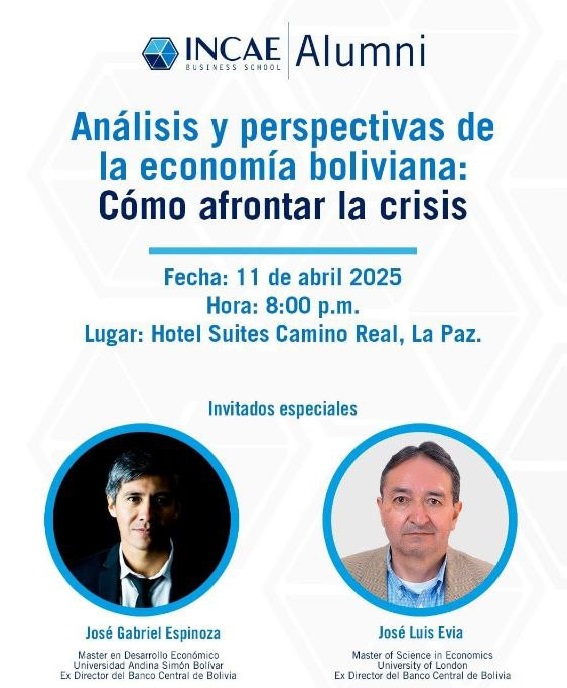 INCAE Alumni
BUSINESS SCHOOL
Análisis y perspectivas de
la economía boliviana:
Cómo afrontar la crisis
Fecha: 11 de abril 2025
Hora: 8:00 p.m.
Lugar: Hotel Suites Camino Real, La Paz.
Invitados especiales
José Gabriel Espinoza
Master en Desarrollo Económico
Universidad Andina Simón Bolívar
Ex Director del Banco Central de Bolivia
José Luis Evia
Master of Science in Economics
University of London
Ex Director del Banco Central de Bolivia